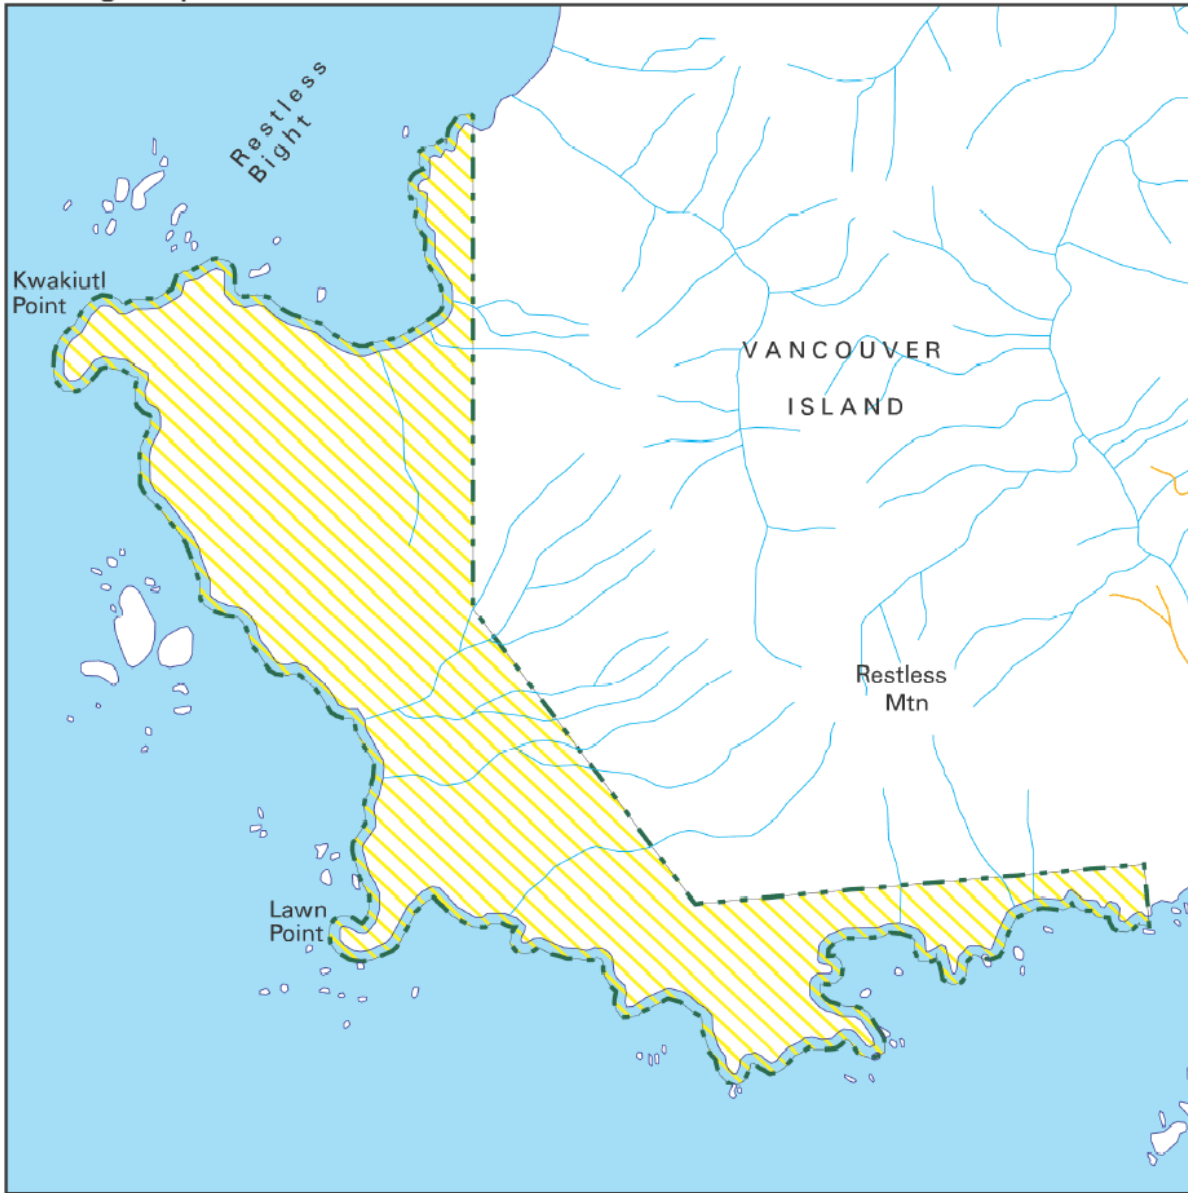 Restless
Bight
Kwakiutl
Point
VANCOUVER
ISLAND
Restless
Mtn
Lawn
Point